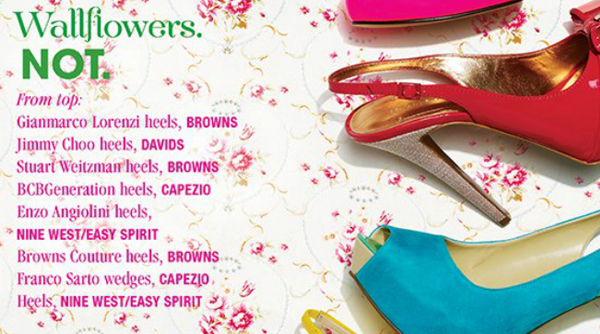 Wallflowers.
NOT.
From top:
Gianmarco Lorenzi heels, BROWNS
Jimmy Choo heels, DAVIDS
Stuart Weitzman heels, BROWNS
BCBGeneration heels, CAPEZIO
Enzo Angiolini heels,
NINE WEST/EASY SPIRIT
Browns Couture heels, BROWNS
Franco Sarto wedges, CAPEZIO
Heels, NINE WEST/EASY SPIRIT